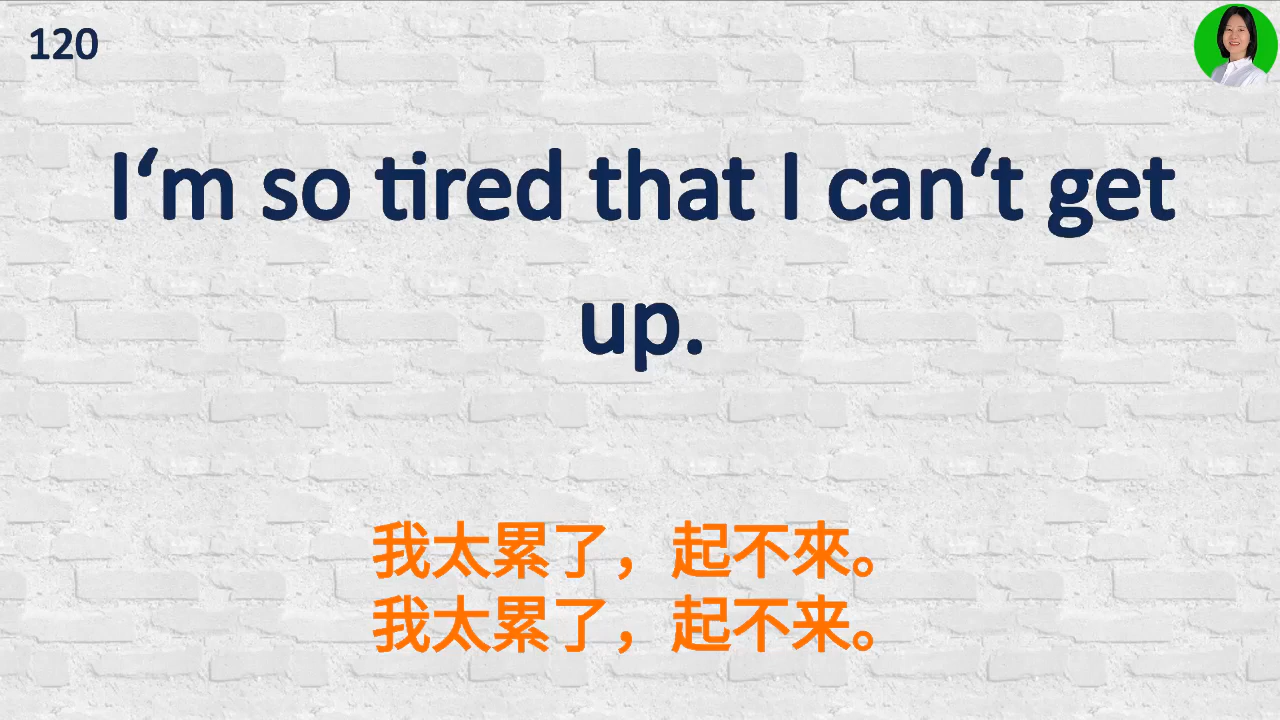 120
I‘m so tired that I can‘t get
up.
我太累了，起不來。
我太累了，起不来。